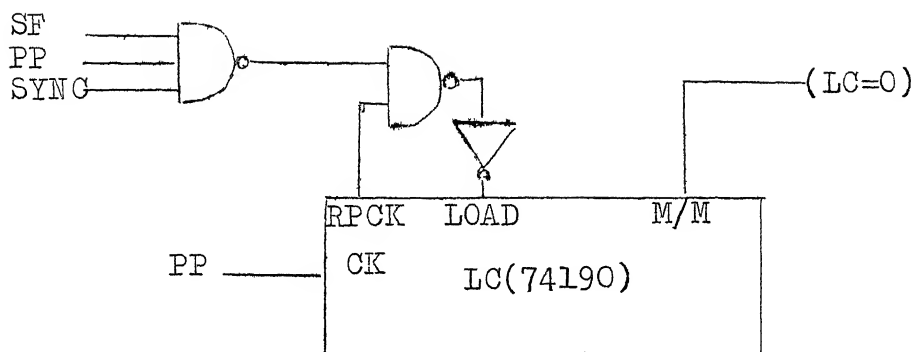 SF
PP
SYNC
(LC=0)
RPCK LOAD M/M
PP CK LC(74190)